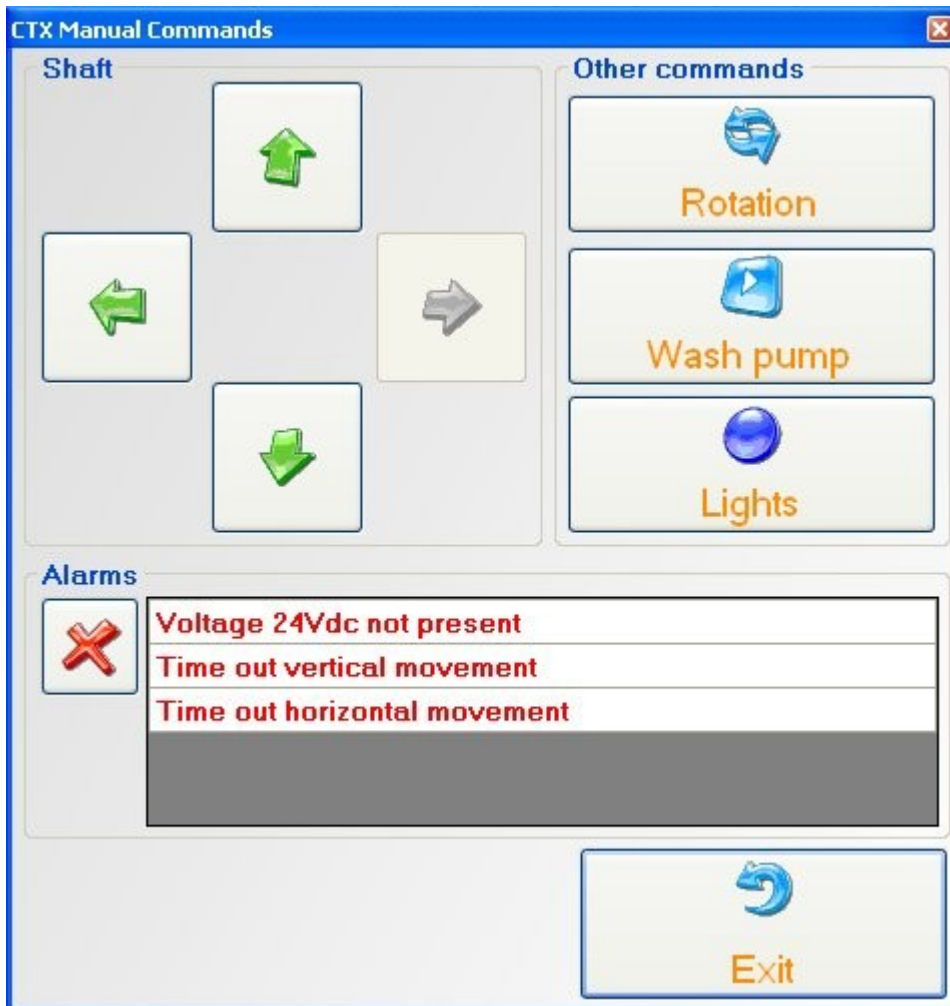 CTX Manual Commands
Shaft
Other commands
Rotation
Wash pump
Lights
Alarms
Voltage 24Vdc not present
Time out vertical movement
Time out horizontal movement
Exit